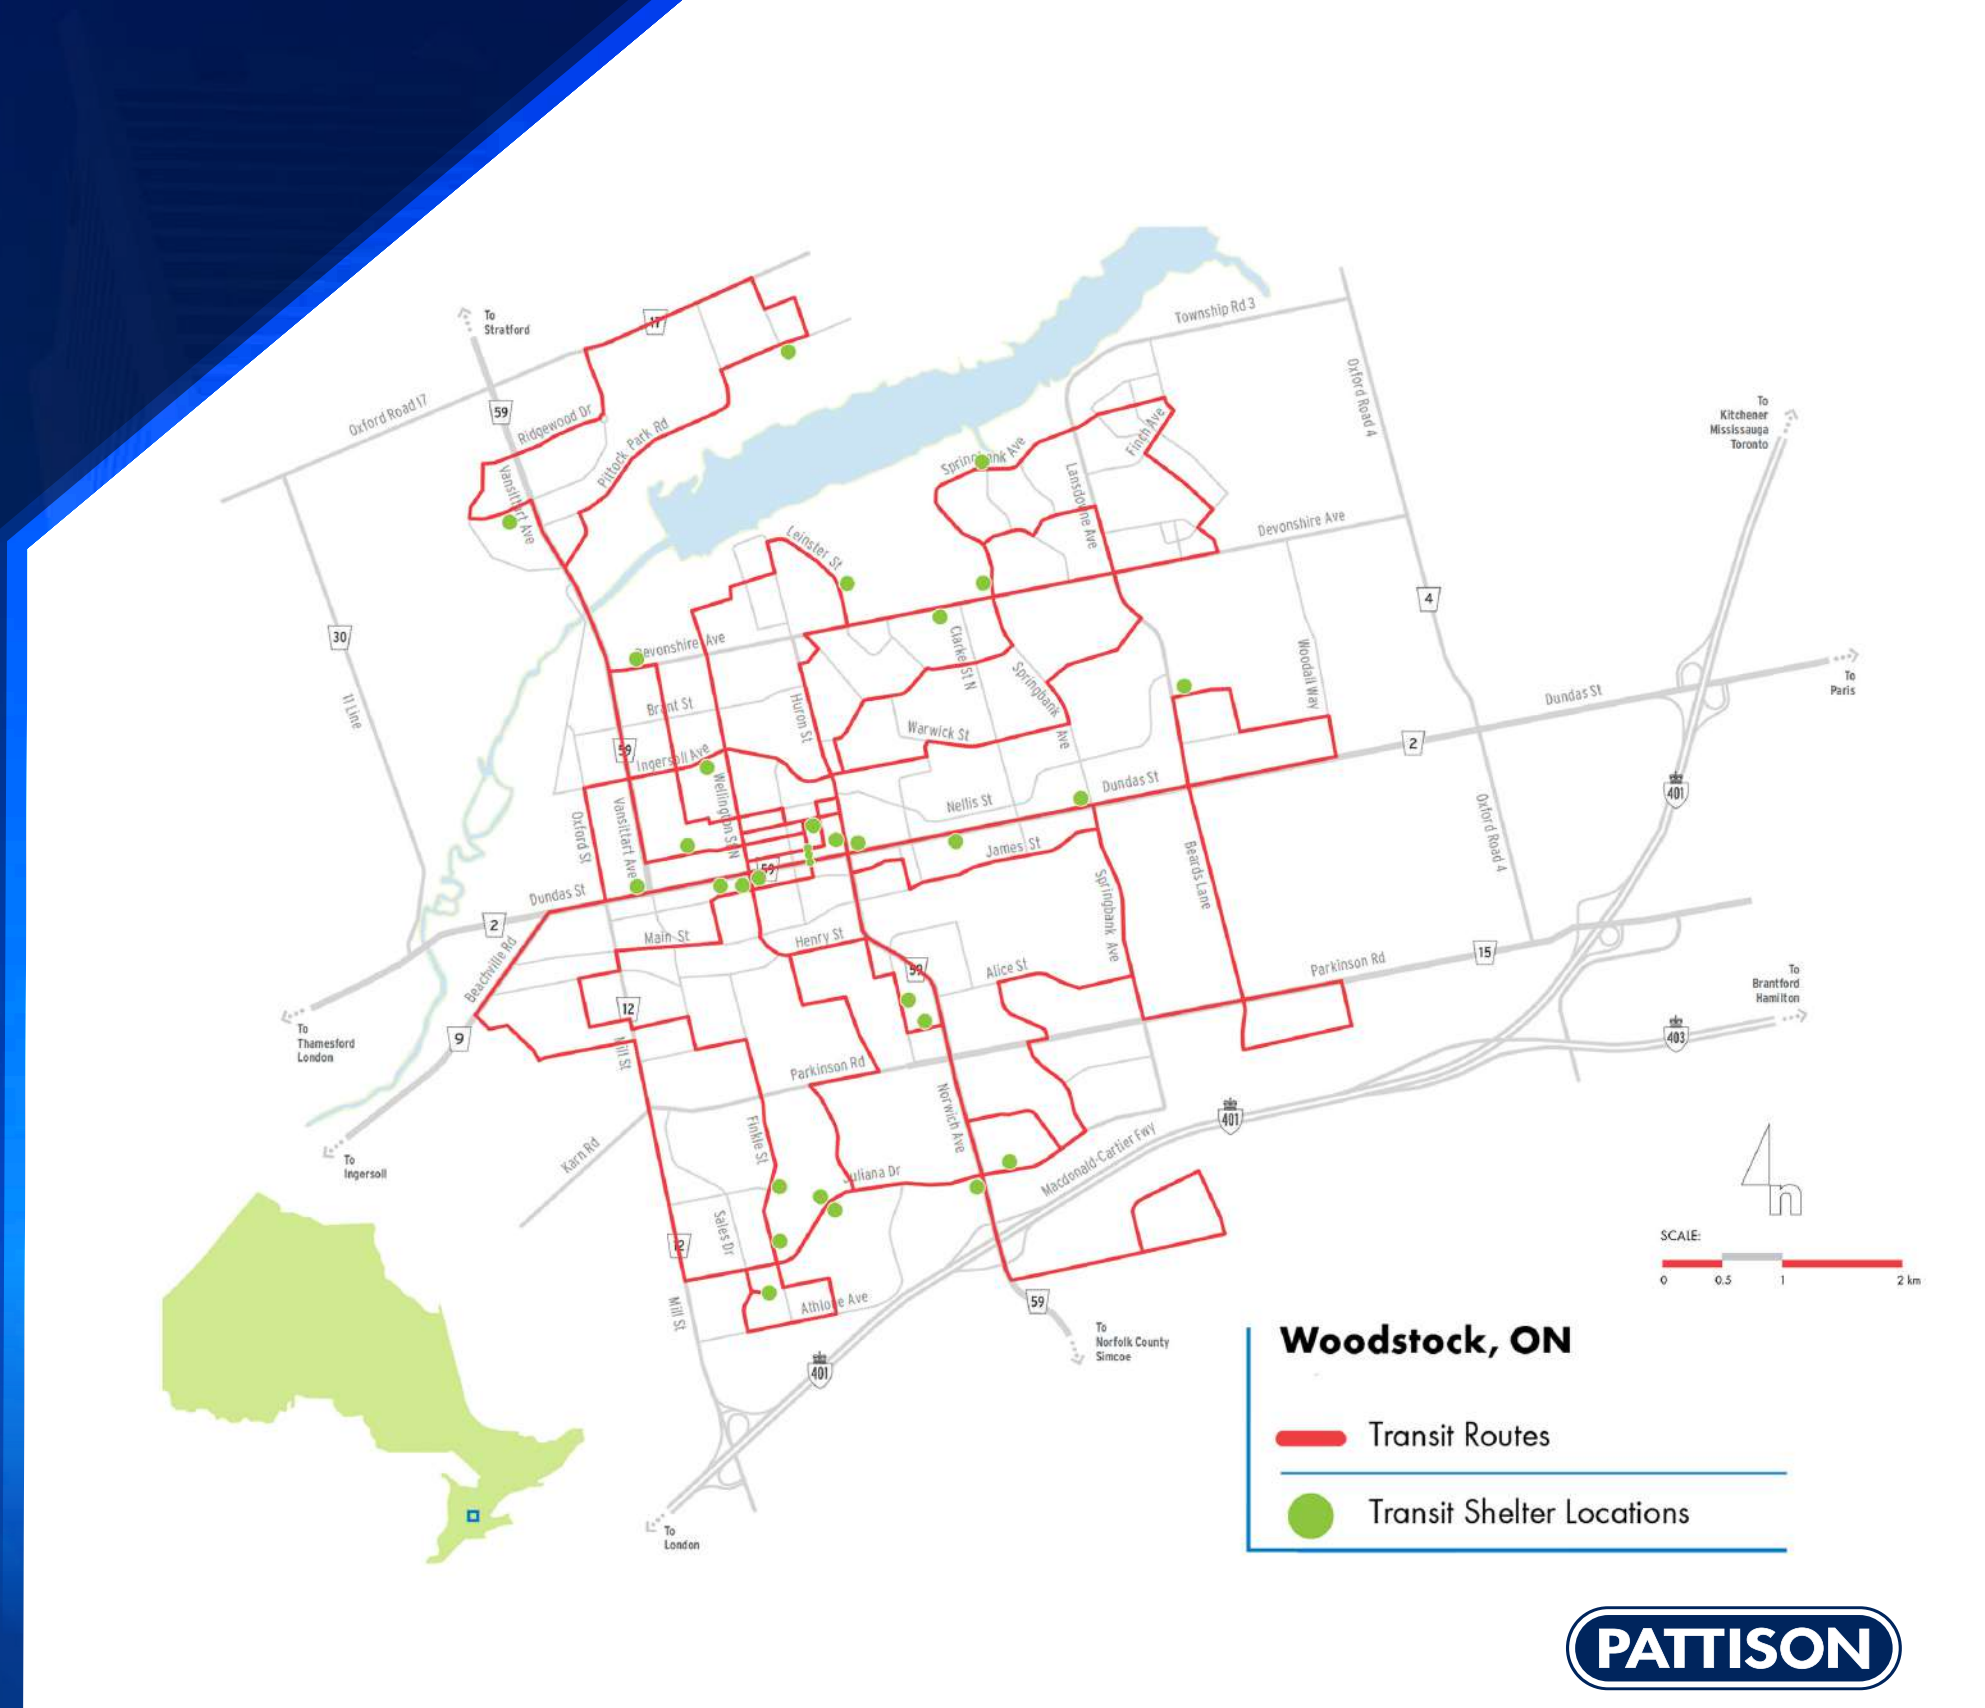 To
Stratford
17
Township Rd 3
Oxford Road 17
59
Ridgewood Dr
Pittock Park Rd
Vansittart Ave
Oxford Road 4
To
Kitchener
Mississauga
Toronto
Springbank Ave
Finch Ave
Lansdowne Ave
Devonshire Ave
Leinster St
4
30
11 Line
Devonshire Ave
Clarke St N
Springbank Ave
Woodall Way
Dundas St
To
Paris
Brant St
Huron St
Warwick St
59
Ingersoll Ave
Wellington St N
2
401
Nellis St
Dundas St
Oxford St
Vansittart Ave
James St
59
Beards Lane
Oxford Road 4
Dundas St
2
Springbank Ave
Main St
Henry St
Beachville Rd
59
Alice St
Parkinson Rd
15
To
Brantford
Hamilton
12
To
Thamesford
London
9
Mill St
403
Parkinson Rd
Norwich Ave
401
Finkle St
Karn Rd
To
Ingersoll
Juliana Dr
Macdonald-Cartier Fwy
Sales Dr
12
n
SCALE:
0 0.5 1 2 km
Mill St
Athlone Ave
59
To
Norfolk County
Simcoe
401
To
London
Woodstock, ON
Transit Routes
Transit Shelter Locations
PATTISON